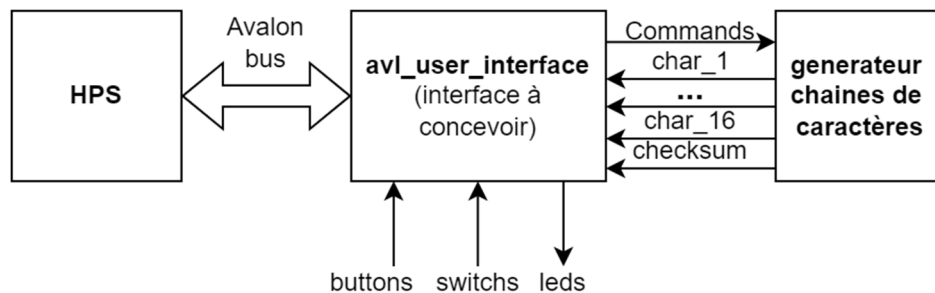 HPS
Avalon
bus
avl_user_interface
(interface à
concevoir)
Commands
char_1
...
char_16
checksum
generateur
chaines de
caractères
buttons
switchs
leds